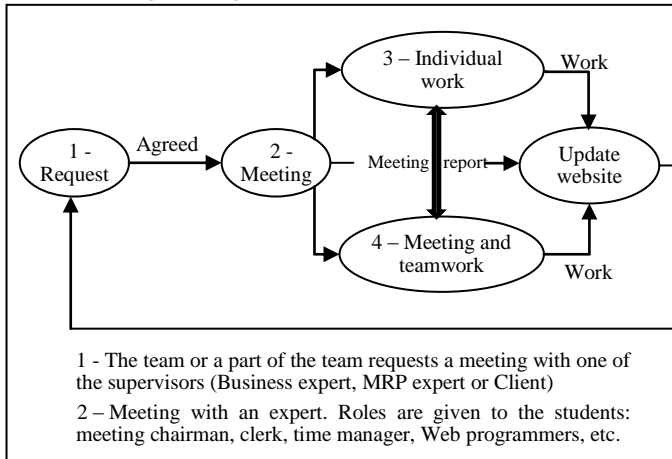 3 – Individual
work
Work
1 -
Request
Agreed
2 -
Meeting
Meeting report
Update
website
4 – Meeting and
teamwork
Work
1 - The team or a part of the team requests a meeting with one of
the supervisors (Business expert, MRP expert or Client)
2 – Meeting with an expert. Roles are given to the students:
meeting chairman, clerk, time manager, Web programmers, etc.